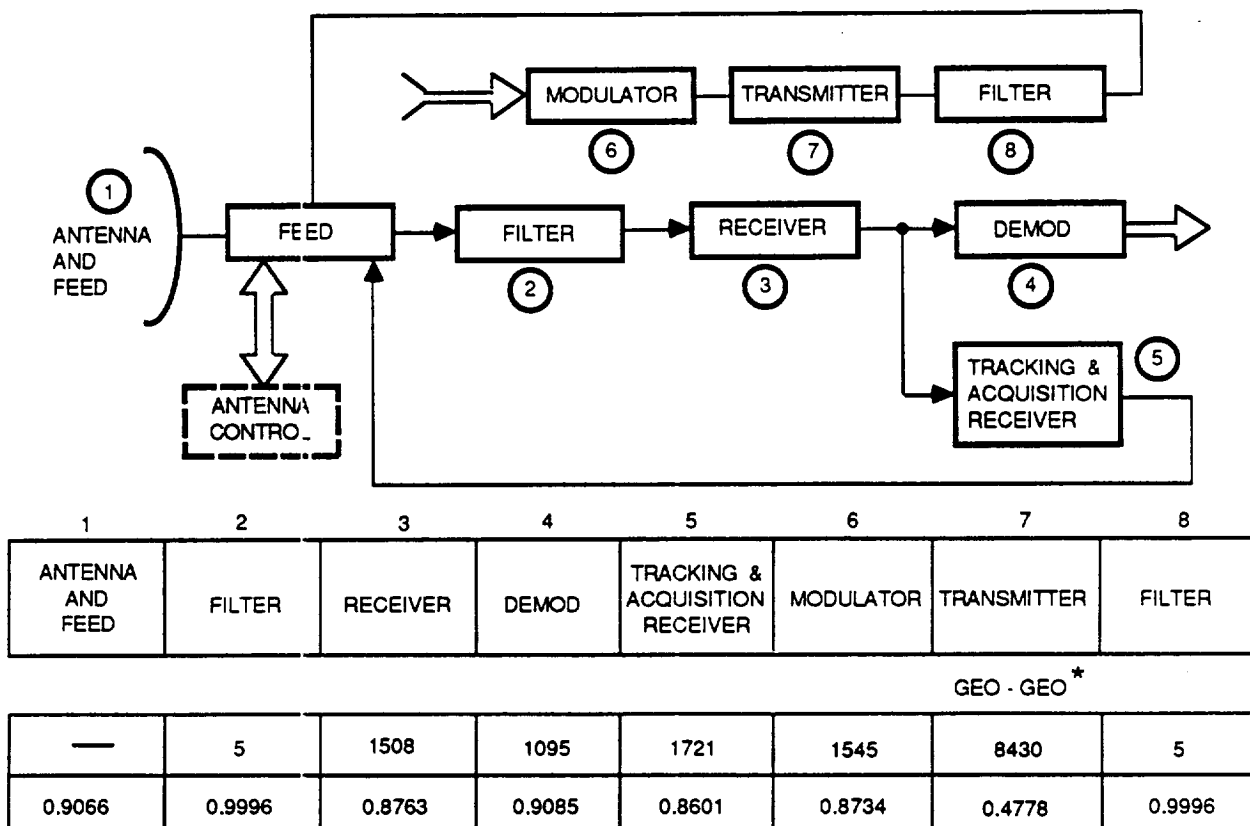 MODULATOR
TRANSMITTER
FILTER
6
7
8
1
ANTENNA
AND
FEED
FEED
FILTER
RECEIVER
DEMOD
2
3
4
5
TRACKING &
ACQUISITION
RECEIVER
ANTENNA
CONTROL
1 2 3 4 5 6 7 8
ANTENNA
AND
FEED
FILTER
RECEIVER
DEMOD
TRACKING &
ACQUISITION
RECEIVER
MODULATOR
TRANSMITTER
FILTER
GEO - GEO *
— 5 1508 1095 1721 1545 8430 5
0.9066 0.9996 0.8763 0.9085 0.8601 0.8734 0.4778 0.9996